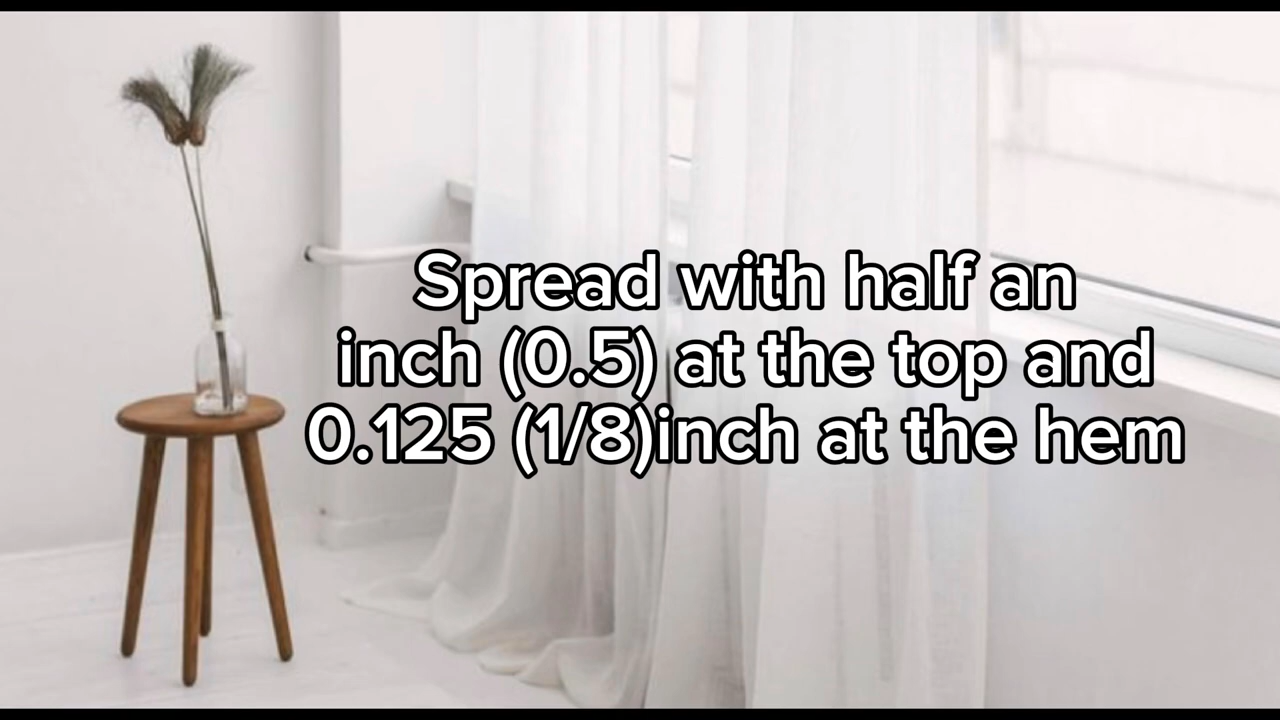 Spread with half an
inch (0.5) at the top and
0.125 (1/8)inch at the hem